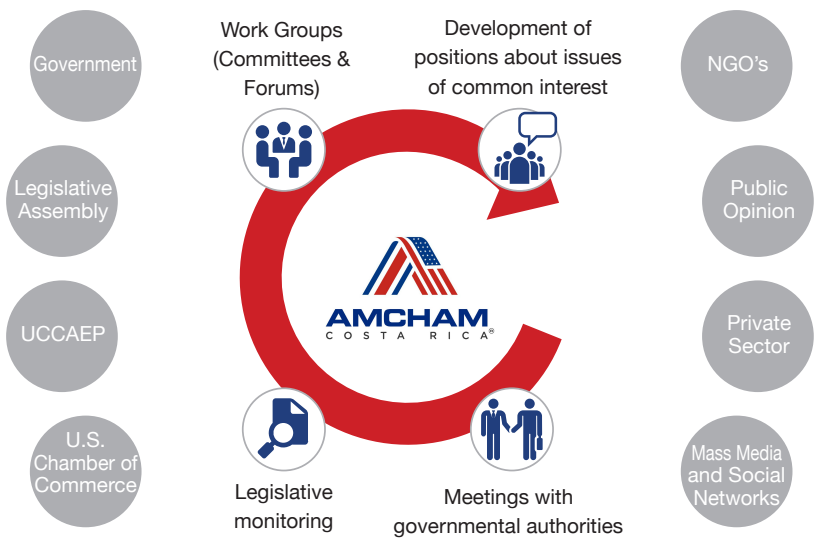 Government
Legislative
Assembly
UCCAEP
U.S.
Chamber of
Commerce
Work Groups
(Committees &
Forums)
Development of
positions about issues
of common interest
AMCHAM
COSTA RICA®
Legislative
monitoring
Meetings with
governmental authorities
NGO's
Public
Opinion
Private
Sector
Mass Media
and Social
Networks